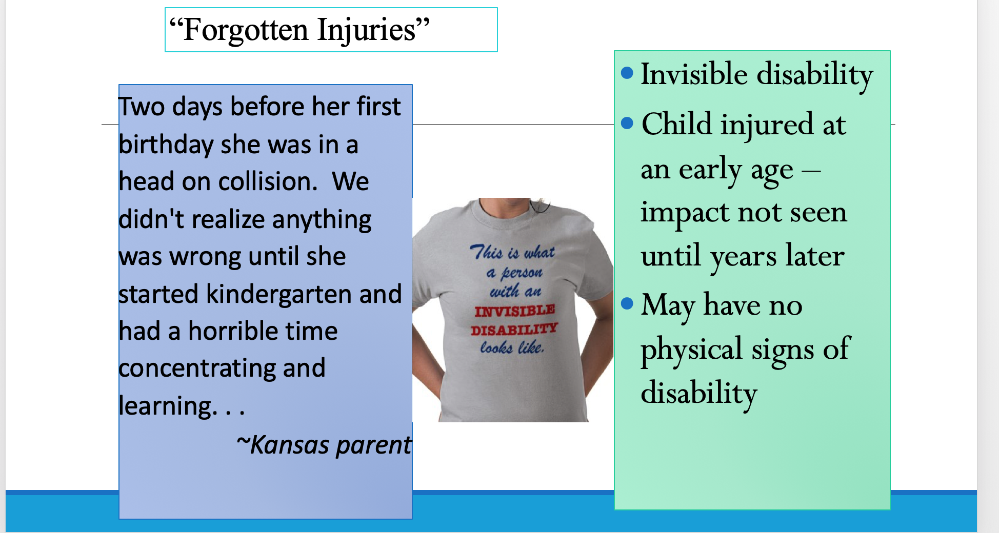 “Forgotten Injuries”
Two days before her first
birthday she was in a
head on collision.  We
didn't realize anything
was wrong until she
started kindergarten and
had a horrible time
concentrating and
learning. . .
~Kansas parent
This is what
a person
with an
INVISIBLE
DISABILITY
looks like.
• Invisible disability
• Child injured at
an early age –
impact not seen
until years later
• May have no
physical signs of
disability